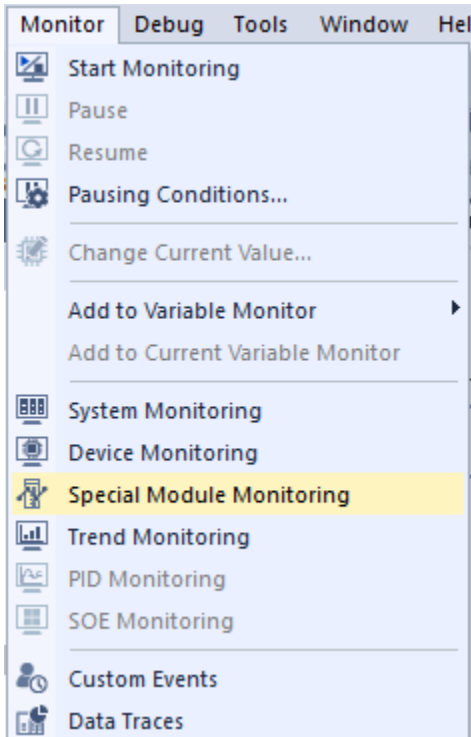 Monitor Debug Tools Window Hel
Start Monitoring
Pause
Resume
Pausing Conditions...
Change Current Value...
Add to Variable Monitor
Add to Current Variable Monitor
System Monitoring
Device Monitoring
Special Module Monitoring
Trend Monitoring
PID Monitoring
SOE Monitoring
Custom Events
Data Traces